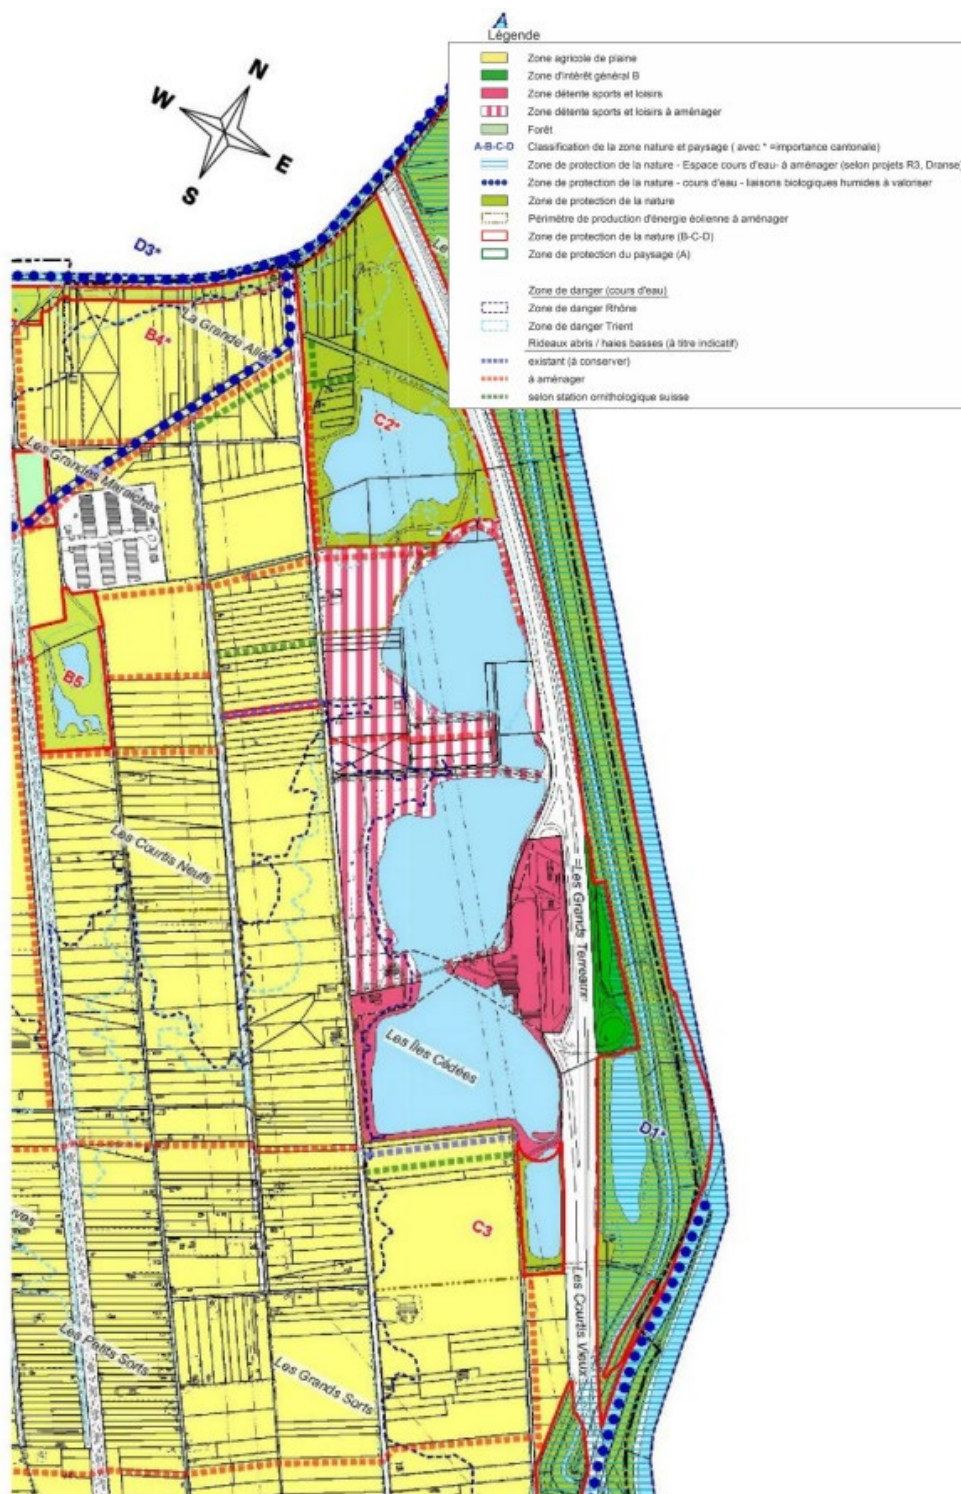 A
Légende
Zone agricole de plaine
Zone d'intérêt général B
Zone détente sports et loisirs
Zone détente sports et loisirs à aménager
Forêt
A-B-C-D Classification de la zone nature et paysage ( avec * =importance cantonale)
Zone de protection de la nature - Espace cours d'eau- à aménager (selon projets R3, Dranse)
Zone de protection de la nature - cours d'eau - liaisons biologiques humides à valoriser
Zone de protection de la nature
Périmètre de production d'énergie éolienne à aménager
Zone de protection de la nature (B-C-D)
Zone de protection du paysage (A)
Zone de danger (cours d'eau)
Zone de danger Rhône
Zone de danger Trient
Rideaux abris / haies basses (à titre indicatif)
existant (à conserver)
à aménager
selon station ornithologique suisse
N
W
E
S
D3*
B4*
La Grande Allée
C2*
Les Grandes Maraiches
B5
Les Courtis Neufs
Les Grands Terreaux
Les Îles Cédées
D1*
C3
Les Courtis Vieux
Les Petits Sorts
Les Grands Sorts